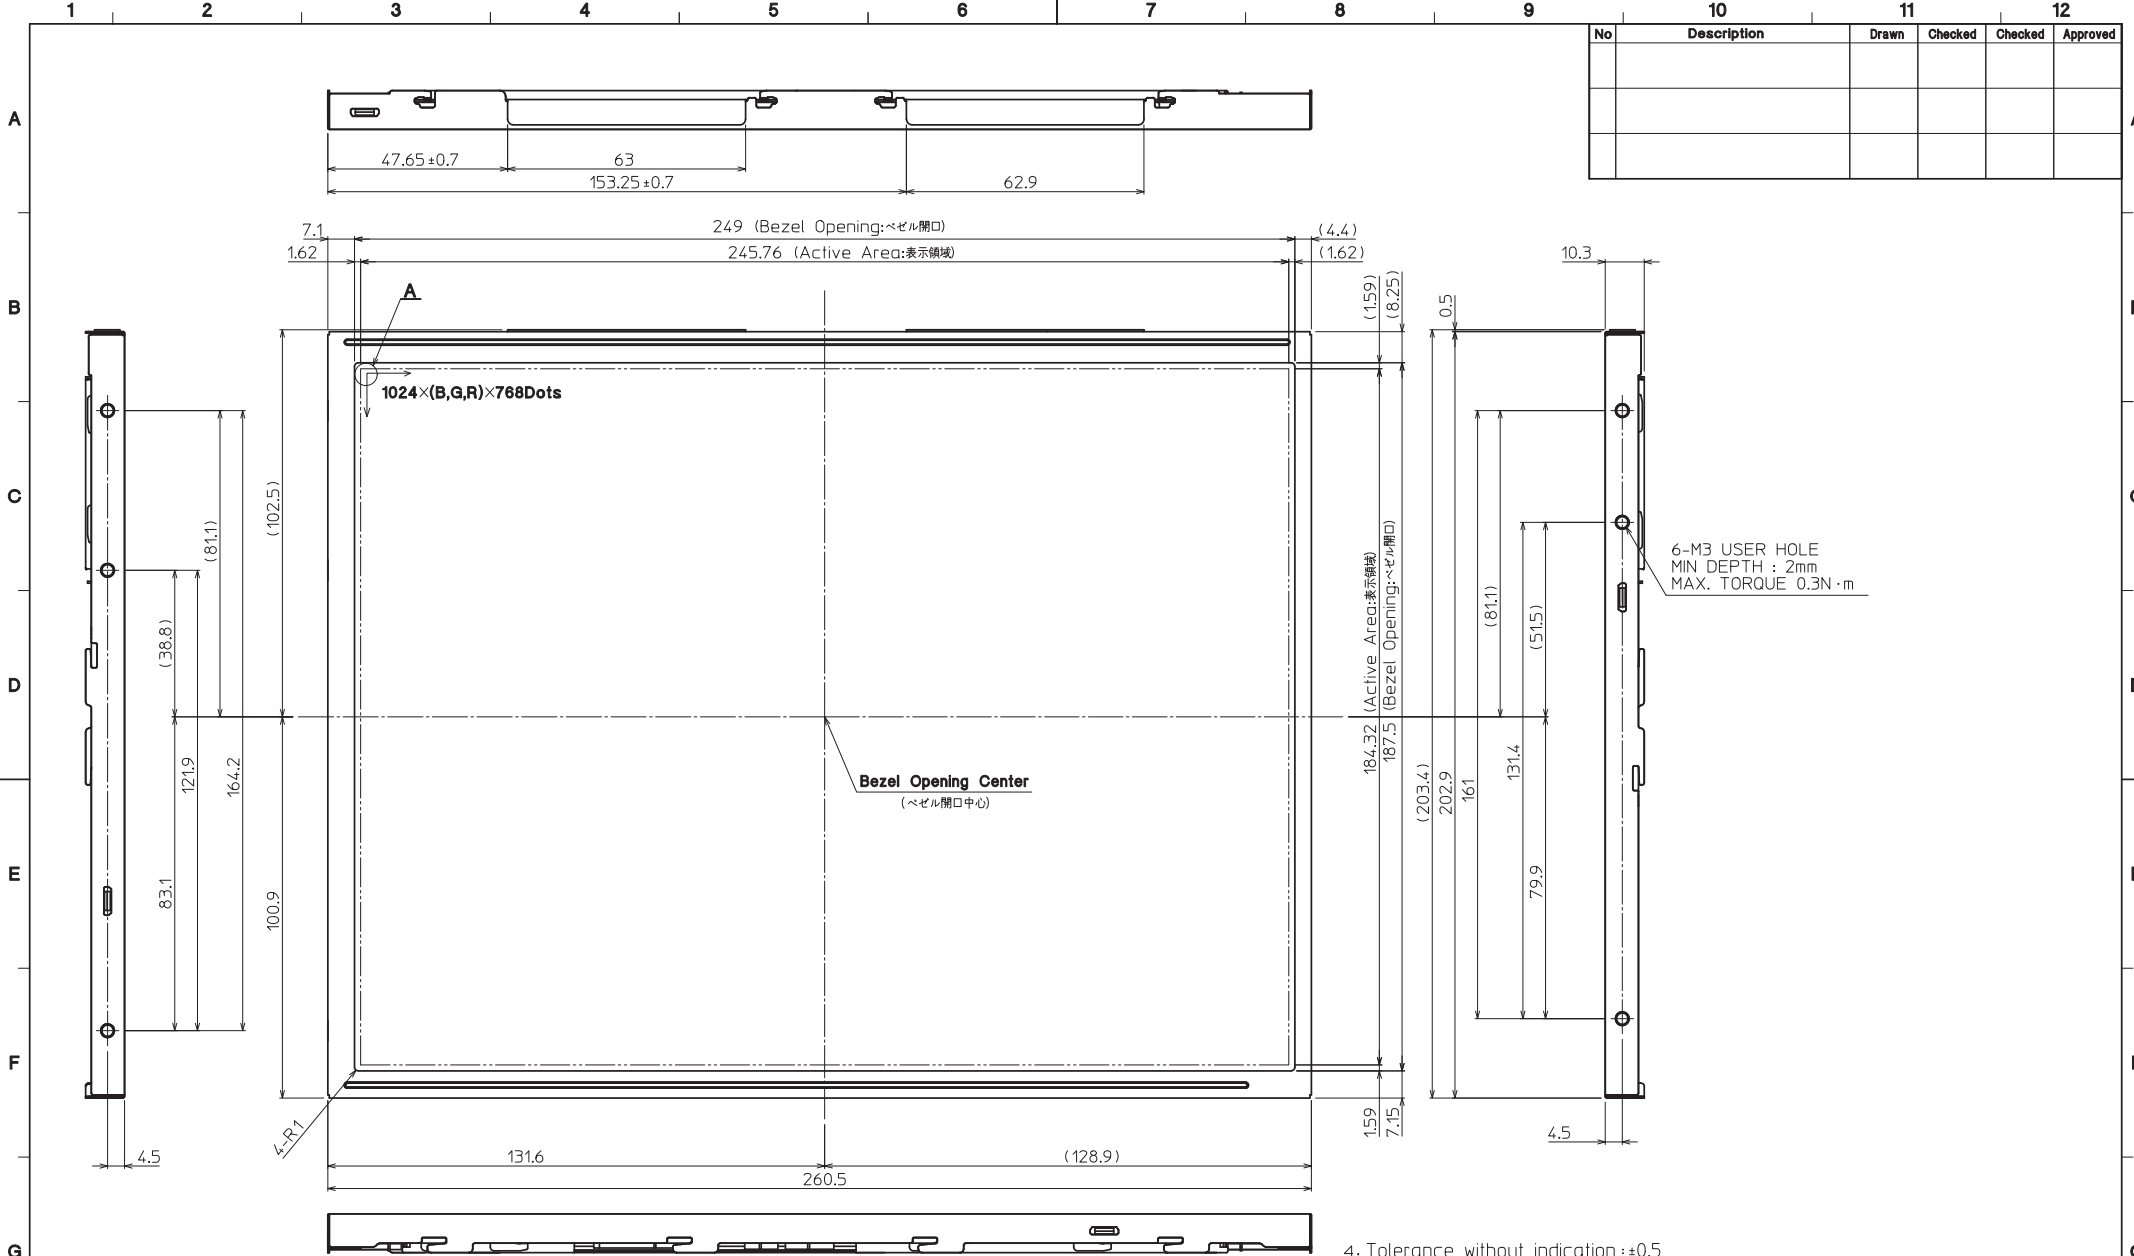 1 2 3 4 5 6 7 8 9 10 11 12
No Description Drawn Checked Checked Approved
A
47.65±0.7 63
153.25±0.7 62.9
249 (Bezel Opening:ベゼル開口)
7.1 (4.4)
245.76 (Active Area:表示領域)
1.62 (1.62)
10.3
(1.59)
(8.25)
0.5
B
A
1024×(B,G,R)×768Dots
C
(102.5)
(81.1)
(38.8)
(81.1)
(51.5)
6-M3 USER HOLE
MIN DEPTH : 2mm
MAX. TORQUE 0.3N·m
184.32 (Active Area:表示領域)
187.5 (Bezel Opening:ベゼル開口)
D
121.9
164.2
Bezel Opening Center
(ベゼル開口中心)
(203.4)
202.9
161
131.4
E
83.1
100.9
79.9
F
4-R1
1.59
7.15
4.5
4.5
131.6 (128.9)
260.5
G
4. Tolerance without indication : ±0.5